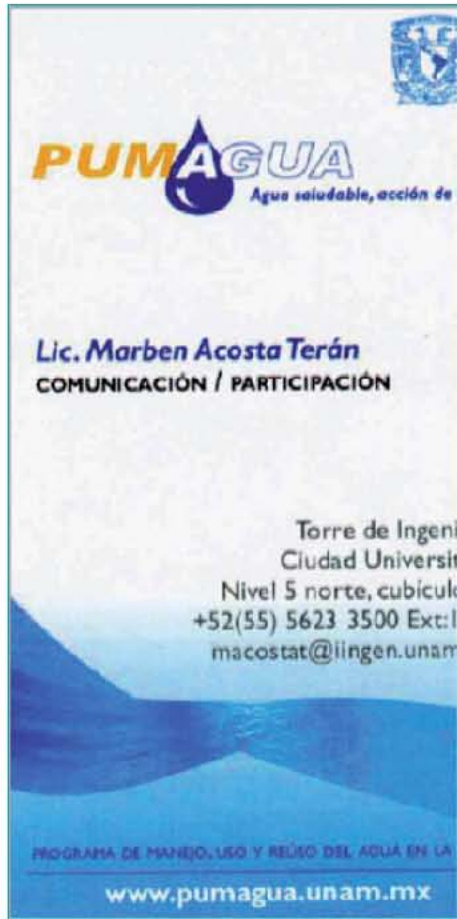 PUMAGUA
Agua saludable, acción de
Lic. Marben Acosta Terán
COMUNICACIÓN / PARTICIPACIÓN
Torre de Ingeni
Ciudad Universit
Nivel 5 norte, cubícul
+52(55) 5623 3500 Ext:
macostat@iingen.unam
PROGRAMA DE MANEJO, USO Y REÚSO DEL AGUA EN LA
www.pumagua.unam.mx